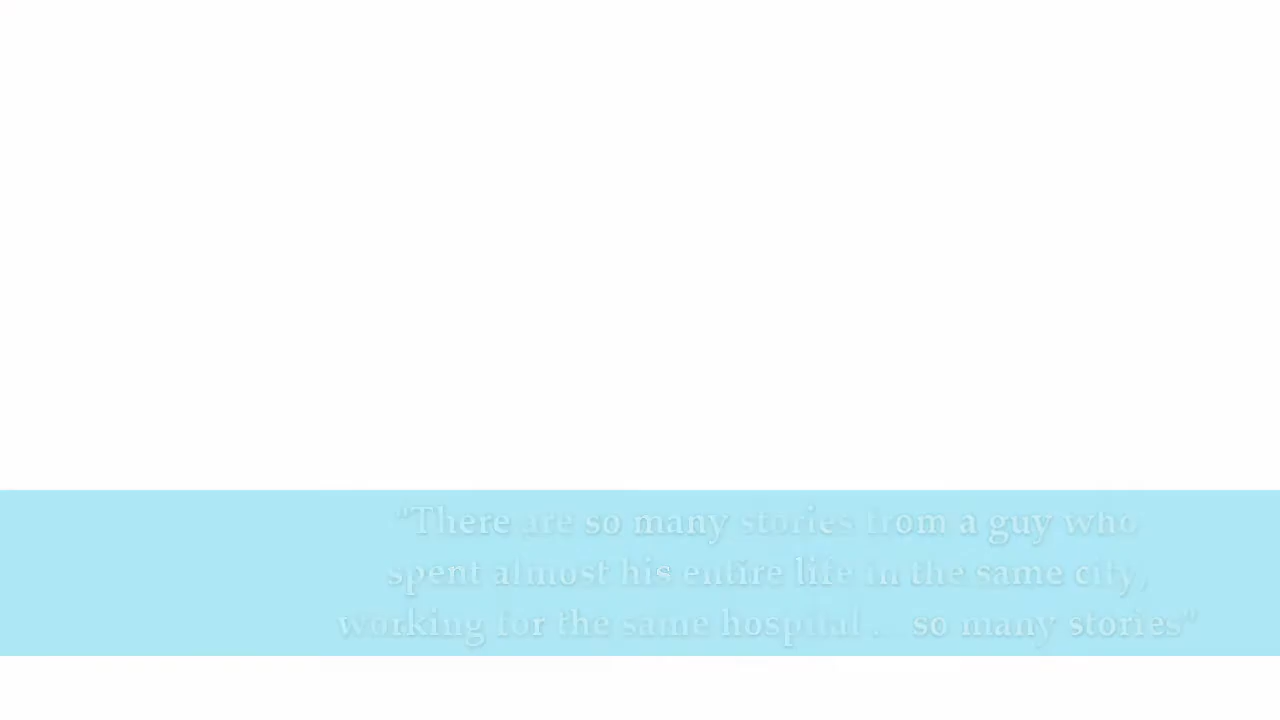 "There are so many stories from a guy who
spent almost his entire life in the same city,
working for the same hospital . so many stories"